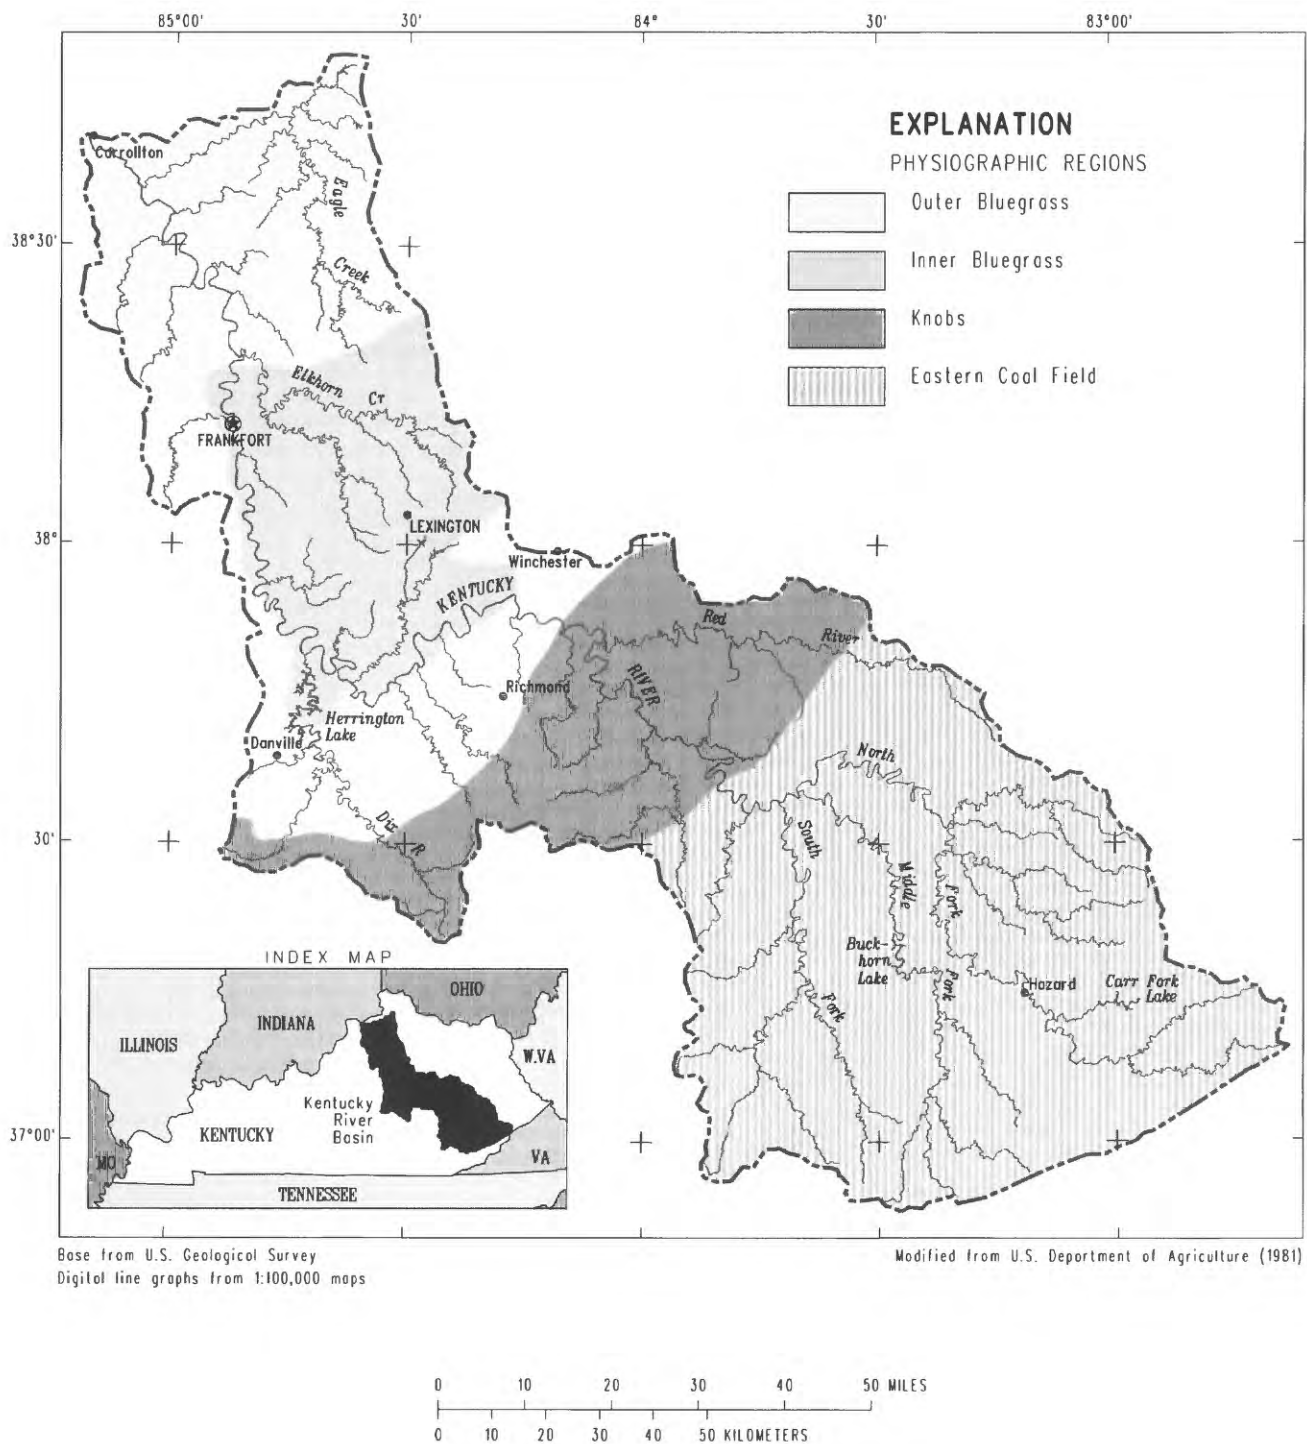 85°00'
30'
84°
30'
83°00'
EXPLANATION
PHYSIOGRAPHIC REGIONS
Outer Bluegrass
Inner Bluegrass
Knobs
Eastern Coal Field
Carrollton
Eagle
Creek
38°30'
Elkhorn
Cr
FRANKFORT
LEXINGTON
38°
Winchester
KENTUCKY
Red
River
RIVER
Richmond
Herrington
Lake
Danville
North
Dix
R
30'
South
Middle
Fork
Buck-
horn
Lake
Fork
Fork
Hazard
Carr Fork
Lake
INDEX MAP
OHIO
INDIANA
ILLINOIS
W.VA
Kentucky
River
Basin
KENTUCKY
VA
MO
TENNESSEE
37°00'
Base from U.S. Geological Survey
Digital line graphs from 1:100,000 maps
Modified from U.S. Department of Agriculture (1981)
0 10 20 30 40 50 MILES
0 10 20 30 40 50 KILOMETERS